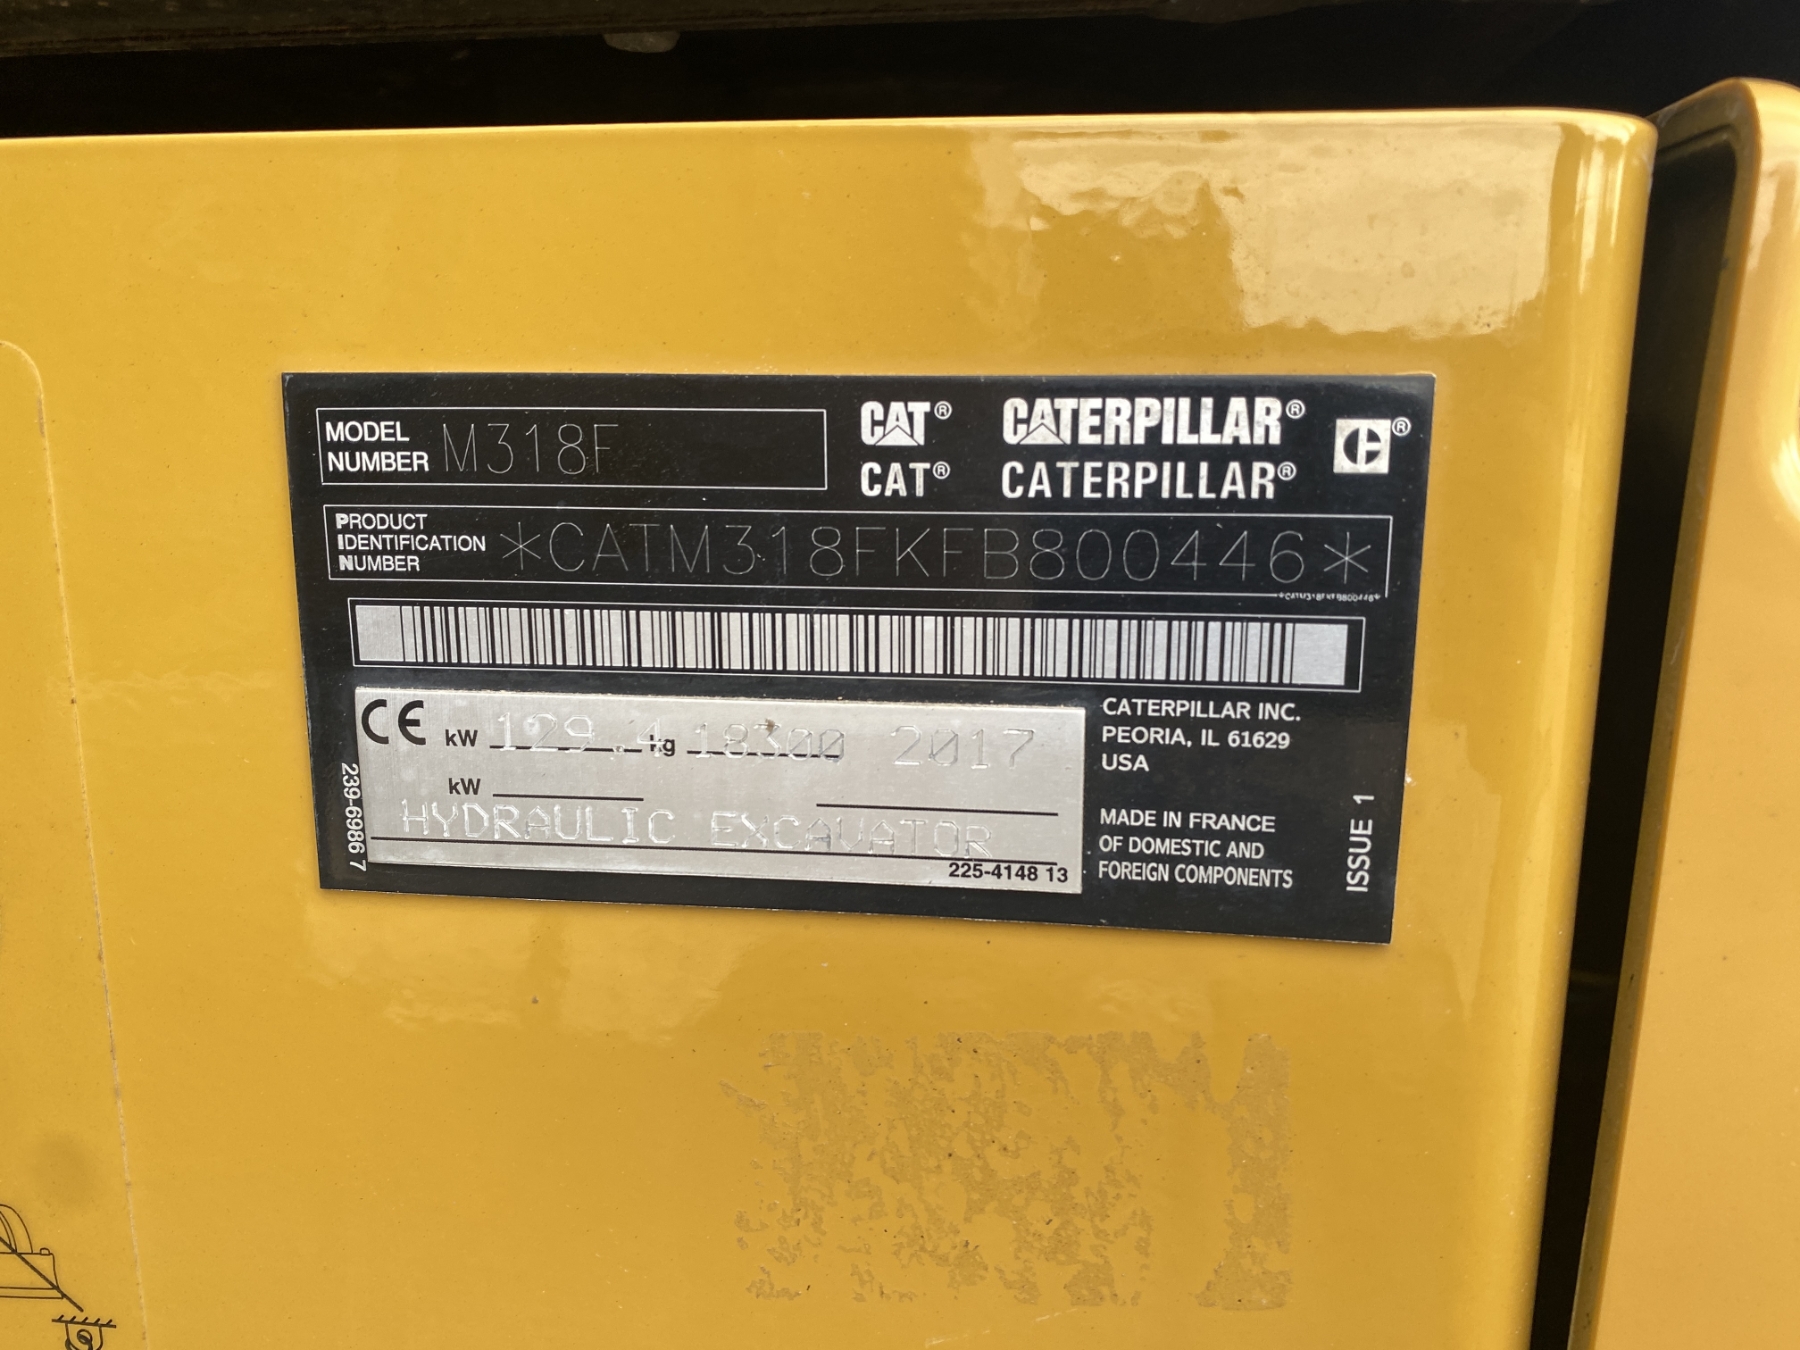 MODEL NUMBER M318F
CAT® CATERPILLAR®
CAT® CATERPILLAR®
PRODUCT IDENTIFICATION NUMBER *CATM318FKFB800446*
*CATM318FKFB800446*
CE kW 129.4 kg 18300 2017
kW
HYDRAULIC EXCAVATOR
225-4148 13
239-6986 7
CATERPILLAR INC.
PEORIA, IL 61629
USA
MADE IN FRANCE
OF DOMESTIC AND
FOREIGN COMPONENTS
ISSUE 1